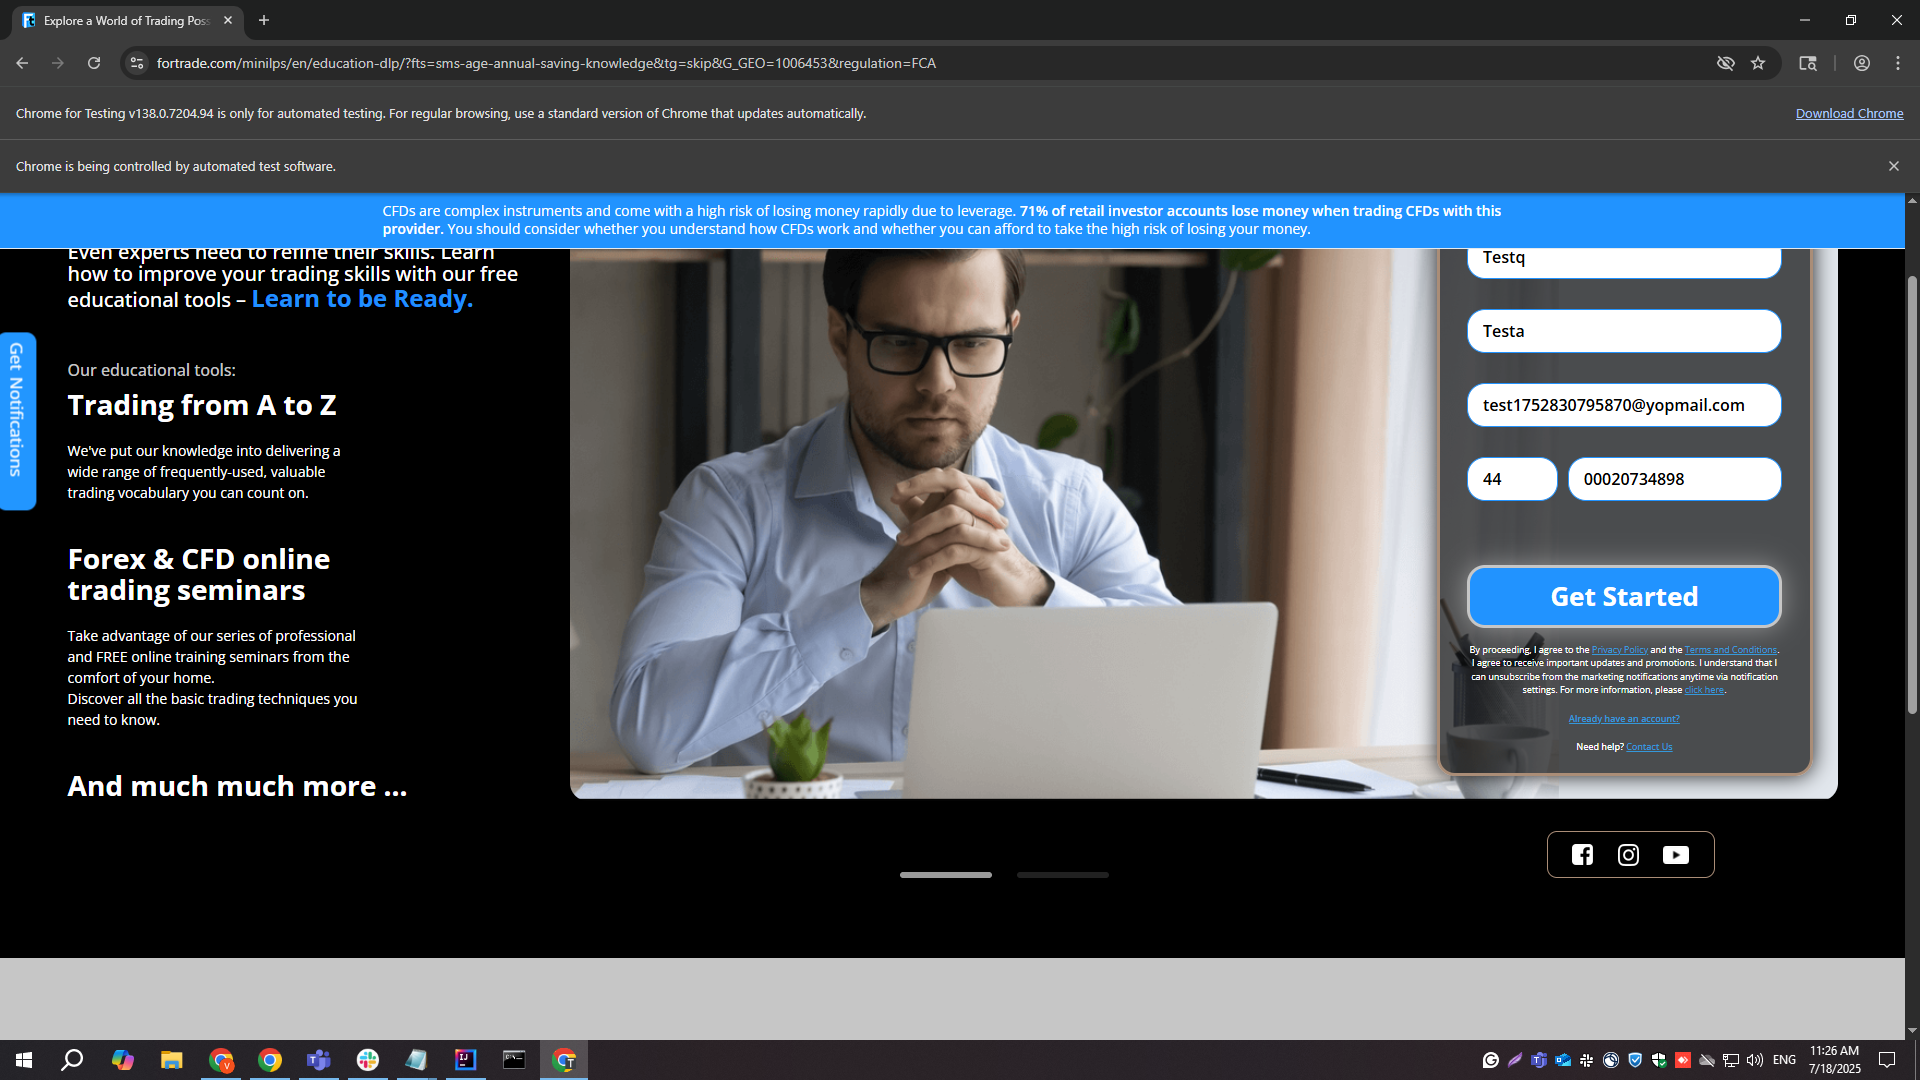 Explore a World of Trading Poss
fortrade.com/minilps/en/education-dlp/?fts=sms-age-annual-saving-knowledge&tg=skip&G_GEO=1006453&regulation=FCA
Chrome for Testing v138.0.7204.94 is only for automated testing. For regular browsing, use a standard version of Chrome that updates automatically.
Download Chrome
Chrome is being controlled by automated test software.
CFDs are complex instruments and come with a high risk of losing money rapidly due to leverage. 71% of retail investor accounts lose money when trading CFDs with this
provider. You should consider whether you understand how CFDs work and whether you can afford to take the high risk of losing your money.
Even experts need to refine their skills. Learn
how to improve your trading skills with our free
educational tools – Learn to be Ready.
Get Notifications
Our educational tools:
Trading from A to Z
We've put our knowledge into delivering a
wide range of frequently-used, valuable
trading vocabulary you can count on.
Forex & CFD online
trading seminars
Take advantage of our series of professional
and FREE online training seminars from the
comfort of your home.
Discover all the basic trading techniques you
need to know.
And much much more ...
Testq
Testa
test1752830795870@yopmail.com
44
00020734898
Get Started
By proceeding, I agree to the Privacy Policy and the Terms and Conditions.
I agree to receive important updates and promotions. I understand that I
can unsubscribe from the marketing notifications anytime via notification
settings. For more information, please click here.
Already have an account?
Need help? Contact Us
ENG
11:26 AM
7/18/2025